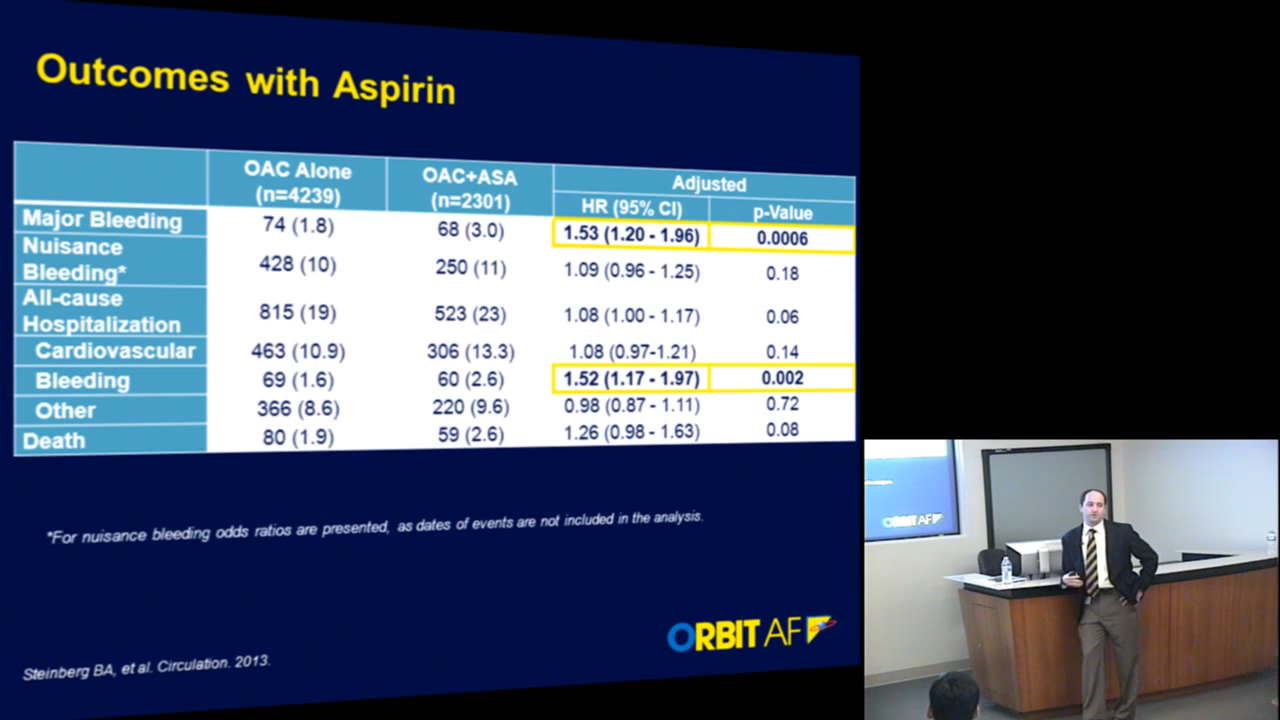 Outcomes with Aspirin
OAC Alone
(n=4239)
OAC+ASA
(n=2301)
Adjusted
HR (95% CI)
p-Value
Major Bleeding
74 (1.8)
68 (3.0)
1.53 (1.20 - 1.96)
0.0006
Nuisance
Bleeding*
428 (10)
250 (11)
1.09 (0.96 - 1.25)
0.18
All-cause
Hospitalization
815 (19)
523 (23)
1.08 (1.00 - 1.17)
0.06
Cardiovascular
463 (10.9)
306 (13.3)
1.08 (0.97-1.21)
0.14
Bleeding
69 (1.6)
60 (2.6)
1.52 (1.17 - 1.97)
0.002
Other
366 (8.6)
220 (9.6)
0.98 (0.87 - 1.11)
0.72
Death
80 (1.9)
59 (2.6)
1.26 (0.98 - 1.63)
0.08
*For nuisance bleeding odds ratios are presented, as dates of events are not included in the analysis.
ORBIT AF
Steinberg BA, et al. Circulation. 2013.
ORBIT AF